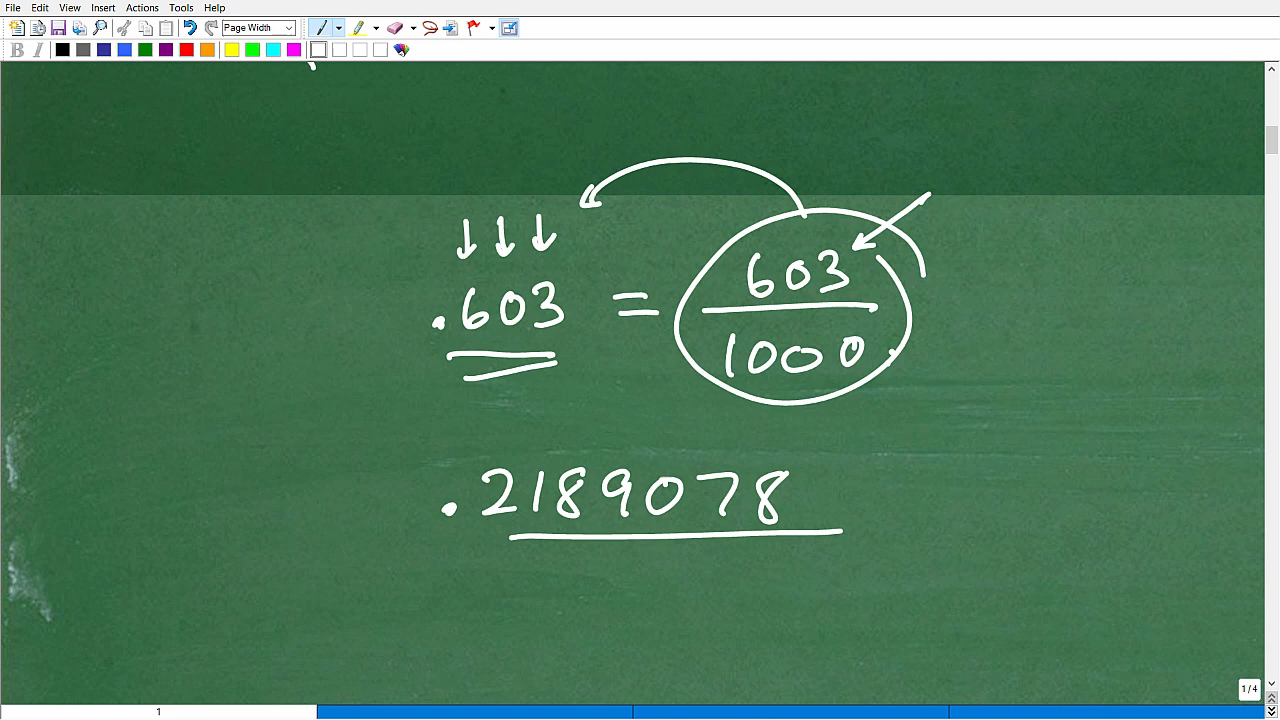 File Edit View Insert Actions Tools Help
Page Width
B I
.603 = 603
1000
.2189078
1/4
1